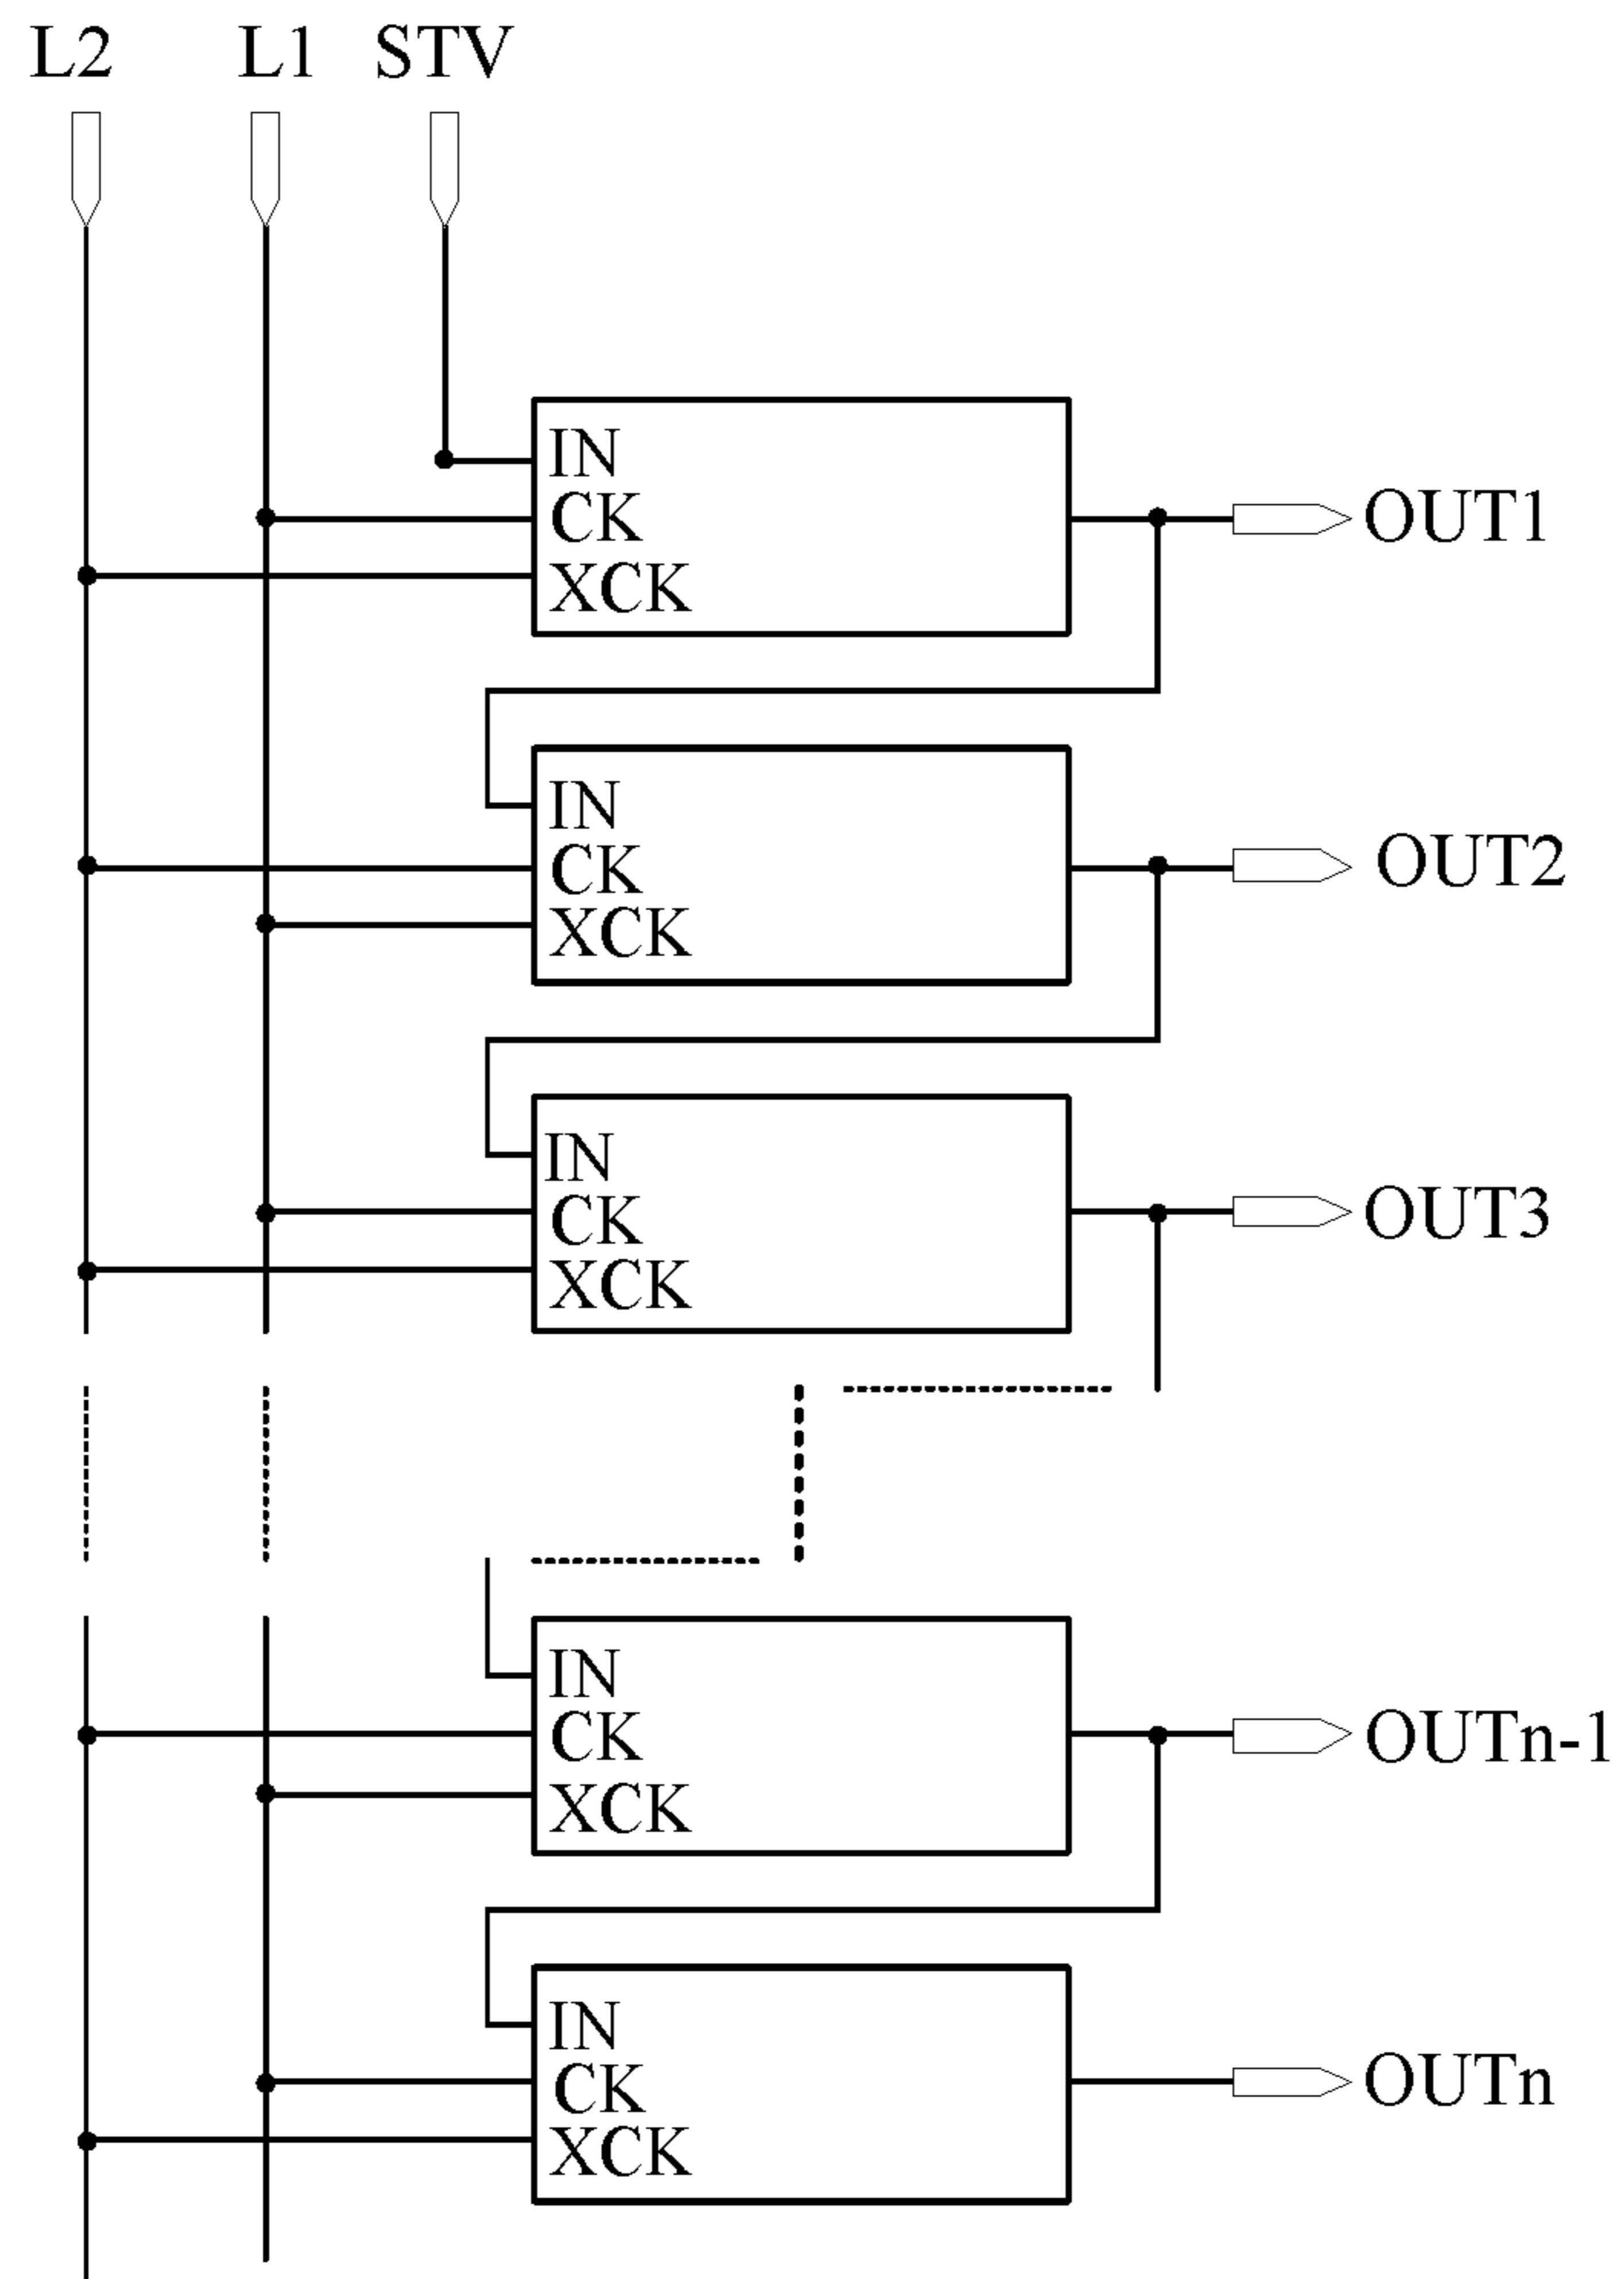 L2 L1 STV
IN
CK
XCK
OUT1
IN
CK
XCK
OUT2
IN
CK
XCK
OUT3
IN
CK
XCK
OUTn-1
IN
CK
XCK
OUTn